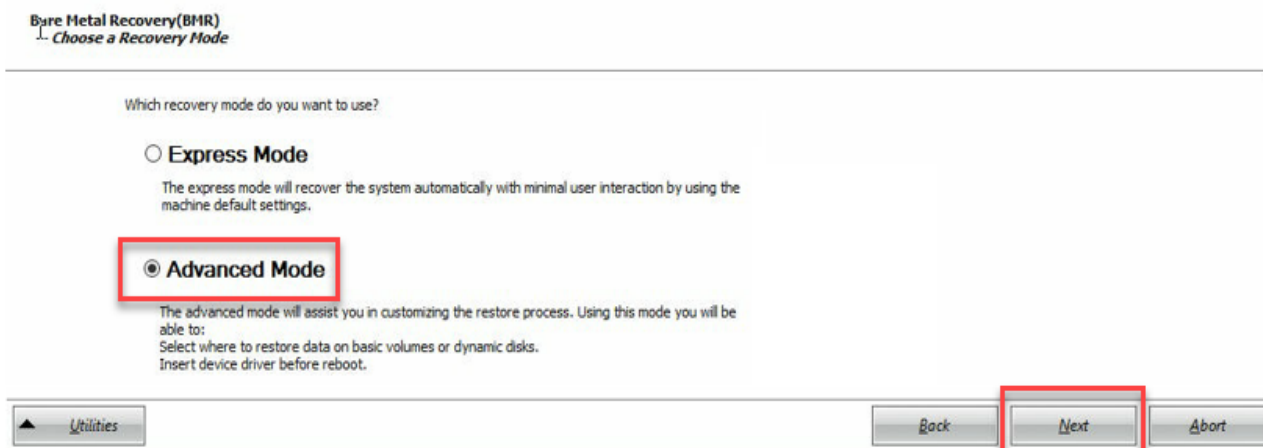 Bare Metal Recovery(BMR)
... Choose a Recovery Mode
Which recovery mode do you want to use?
Express Mode
The express mode will recover the system automatically with minimal user interaction by using the
machine default settings.
Advanced Mode
The advanced mode will assist you in customizing the restore process. Using this mode you will be
able to:
Select where to restore data on basic volumes or dynamic disks.
Insert device driver before reboot.
Utilities
Back
Next
Abort